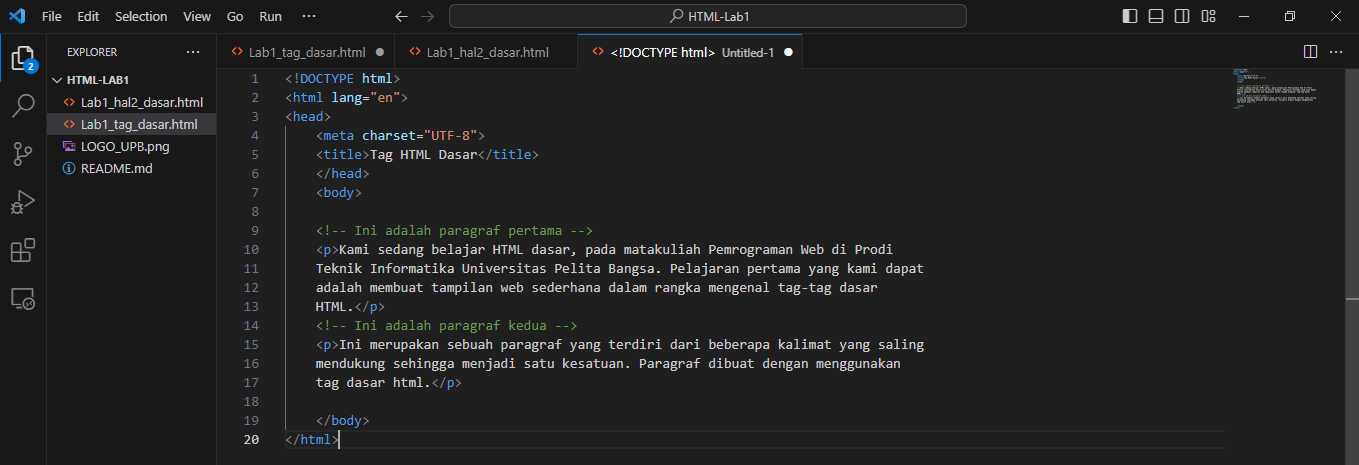 File Edit Selection View Go Run ··· ← → HTML-Lab1
EXPLORER ···
Lab1_tag_dasar.html ● Lab1_hal2_dasar.html <!DOCTYPE html> Untitled-1 ● ···
2
HTML-LAB1
Lab1_hal2_dasar.html
Lab1_tag_dasar.html
LOGO_UPB.png
README.md
1 <!DOCTYPE html>
2 <html lang="en">
3 <head>
4 <meta charset="UTF-8">
5 <title>Tag HTML Dasar</title>
6 </head>
7 <body>
8
9 <!-- Ini adalah paragraf pertama -->
10 <p>Kami sedang belajar HTML dasar, pada matakuliah Pemrograman Web di Prodi
11 Teknik Informatika Universitas Pelita Bangsa. Pelajaran pertama yang kami dapat
12 adalah membuat tampilan web sederhana dalam rangka mengenal tag-tag dasar
13 HTML.</p>
14 <!-- Ini adalah paragraf kedua -->
15 <p>Ini merupakan sebuah paragraf yang terdiri dari beberapa kalimat yang saling
16 mendukung sehingga menjadi satu kesatuan. Paragraf dibuat dengan menggunakan
17 tag dasar html.</p>
18
19 </body>
20 </html>